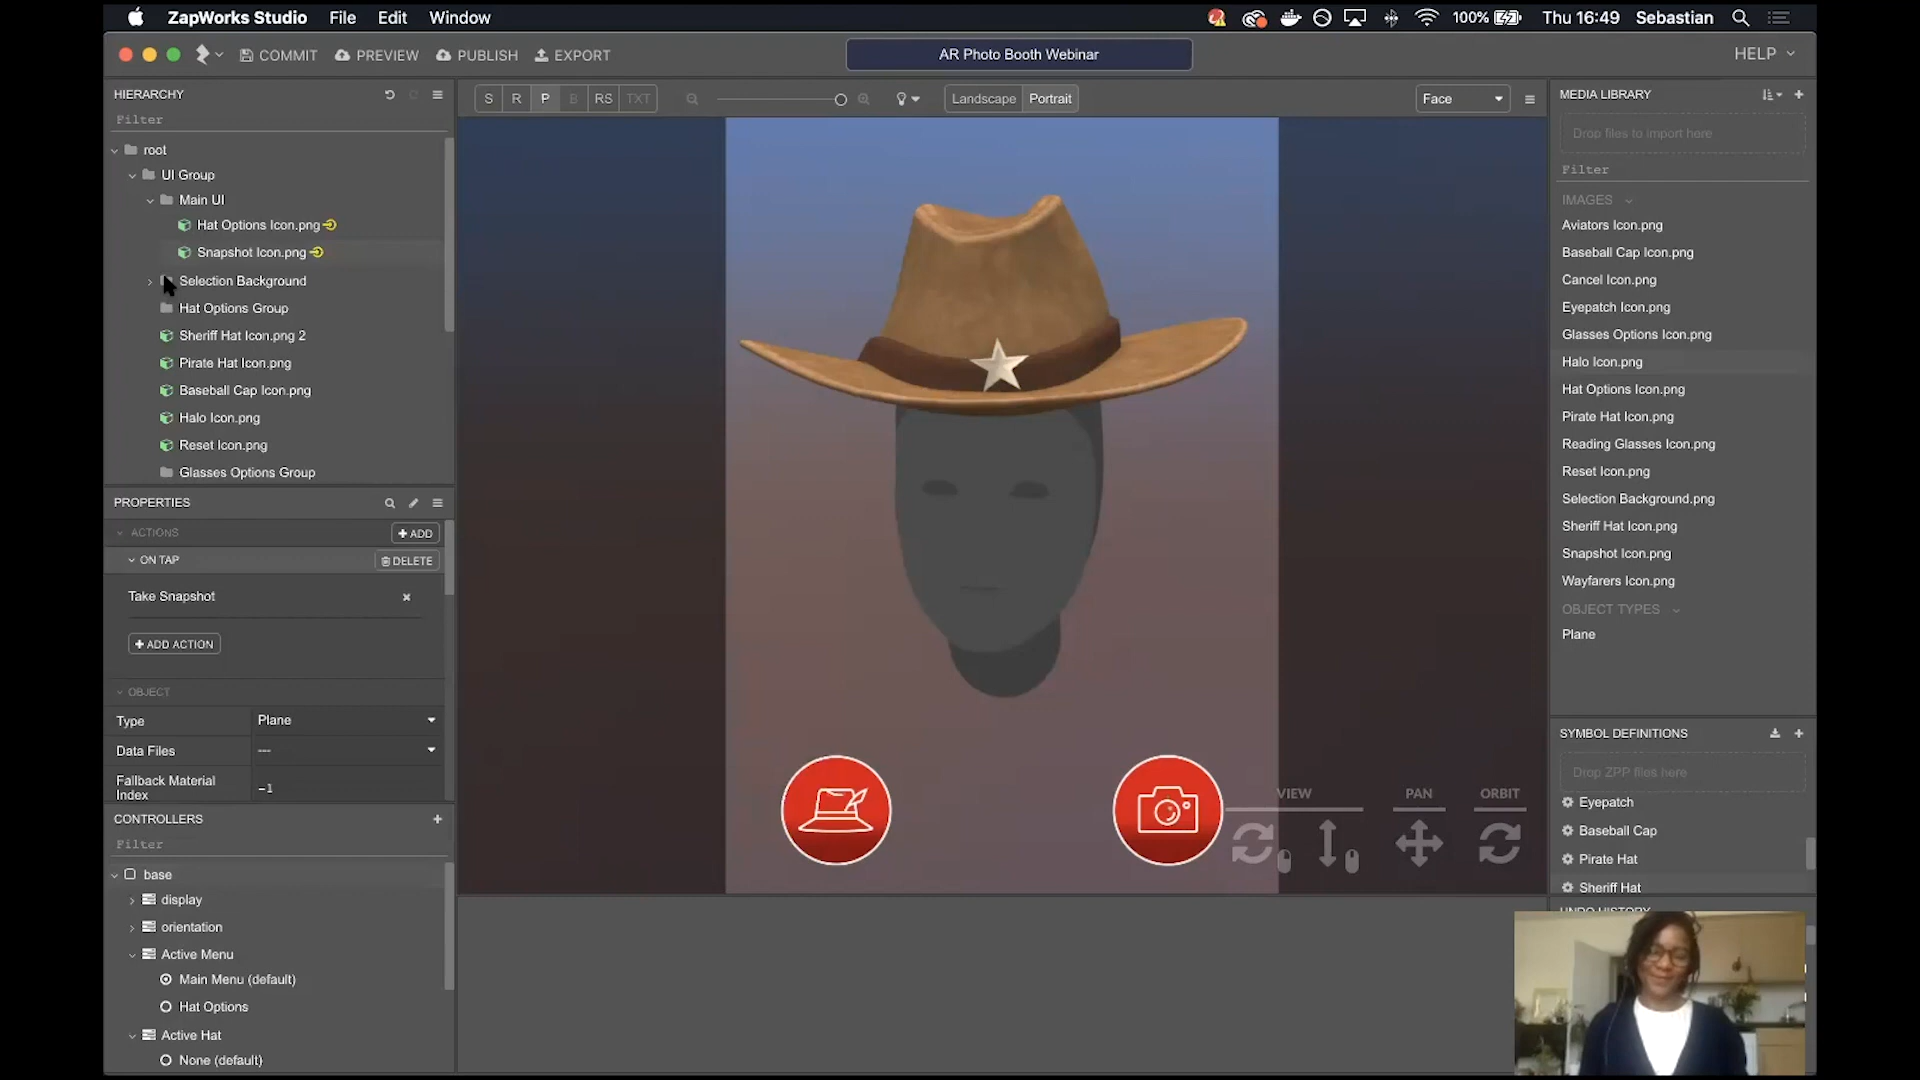 ZapWorks Studio File Edit Window
100% Thu 16:49 Sebastian
COMMIT PREVIEW PUBLISH EXPORT
AR Photo Booth Webinar
HELP
HIERARCHY
Filter
root
UI Group
Main UI
Hat Options Icon.png
Snapshot Icon.png
Selection Background
Hat Options Group
Sheriff Hat Icon.png 2
Pirate Hat Icon.png
Baseball Cap Icon.png
Halo Icon.png
Reset Icon.png
Glasses Options Group
PROPERTIES
ACTIONS
ADD
ON TAP
DELETE
Take Snapshot
ADD ACTION
OBJECT
Type Plane
Data Files ---
Fallback Material
Index
-1
CONTROLLERS
Filter
base
display
orientation
Active Menu
Main Menu (default)
Hat Options
Active Hat
None (default)
S R P B RS TXT
Landscape Portrait
Face
VIEW PAN ORBIT
MEDIA LIBRARY
Drop files to import here
Filter
IMAGES
Aviators Icon.png
Baseball Cap Icon.png
Cancel Icon.png
Eyepatch Icon.png
Glasses Options Icon.png
Halo Icon.png
Hat Options Icon.png
Pirate Hat Icon.png
Reading Glasses Icon.png
Reset Icon.png
Selection Background.png
Sheriff Hat Icon.png
Snapshot Icon.png
Wayfarers Icon.png
OBJECT TYPES
Plane
SYMBOL DEFINITIONS
Drop ZPP files here
Eyepatch
Baseball Cap
Pirate Hat
Sheriff Hat
UNDO HISTORY